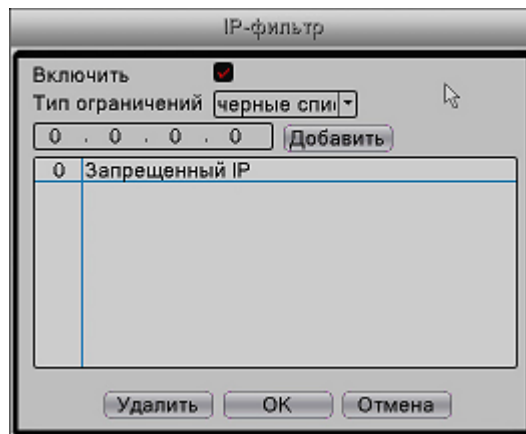 IP-фильтр
Включить
Тип ограничений черные спи
0 . 0 . 0 . 0 Добавить
0 Запрещенный IP
Удалить OK Отмена